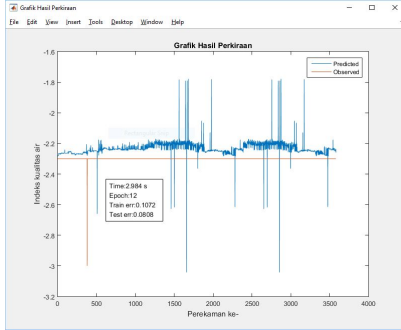 Grafik Hasil Perkiraan
File Edit View Insert Tools Desktop Window Help
Grafik Hasil Perkiraan
Predicted
Observed
Indeks kualitas air
-1.6
-1.8
-2
-2.2
-2.4
-2.6
-2.8
-3
-3.2
Time:2.984 s
Epoch:12
Train err:0.1072
Test err:0.0808
0 500 1000 1500 2000 2500 3000 3500 4000
Perekaman ke-